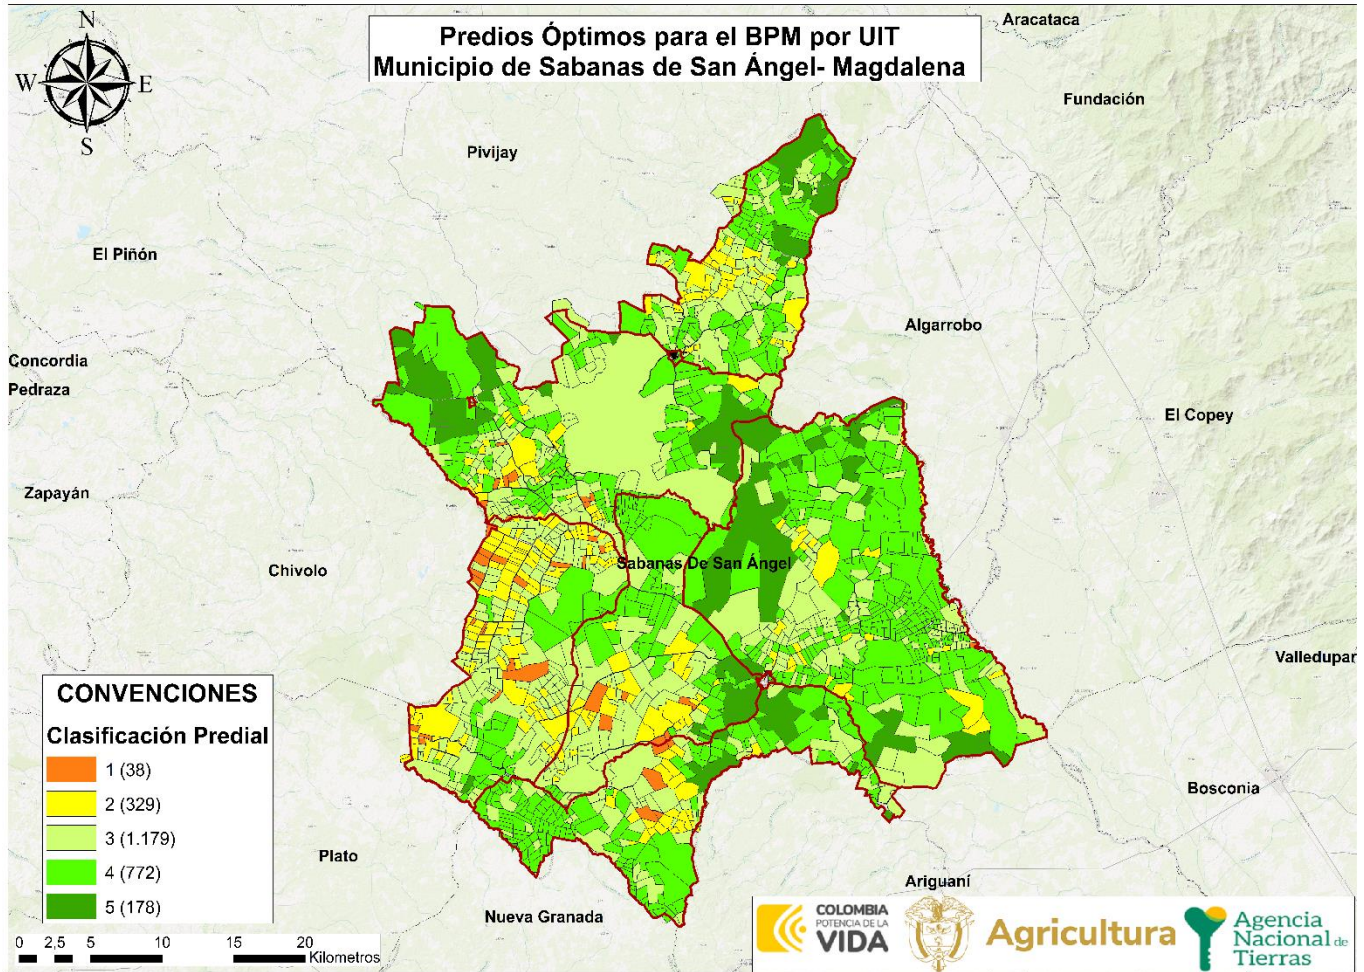 N
W E
S
Predios Óptimos para el BPM por UIT
Municipio de Sabanas de San Ángel- Magdalena
Aracataca
Fundación
Pivijay
El Piñón
Algarrobo
Concordia
Pedraza
El Copey
Zapayán
Chivolo
Sabanas De San Ángel
Valledupar
CONVENCIONES
Clasificación Predial
1 (38)
2 (329)
3 (1.179)
4 (772)
5 (178)
Bosconia
Plato
Ariguaní
Nueva Granada
0 2,5 5 10 15 20
Kilometros
COLOMBIA
POTENCIA DE LA
VIDA
Agricultura
Agencia
Nacional de
Tierras